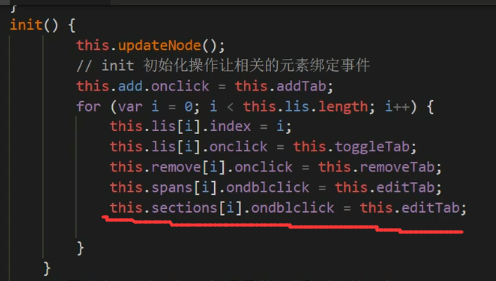 }
init() {
this.updateNode();
// init 初始化操作让相关的元素绑定事件
this.add.onclick = this.addTab;
for (var i = 0; i < this.lis.length; i++) {
this.lis[i].index = i;
this.lis[i].onclick = this.toggleTab;
this.remove[i].onclick = this.removeTab;
this.spans[i].ondblclick = this.editTab;
this.sections[i].ondblclick = this.editTab;
}
}